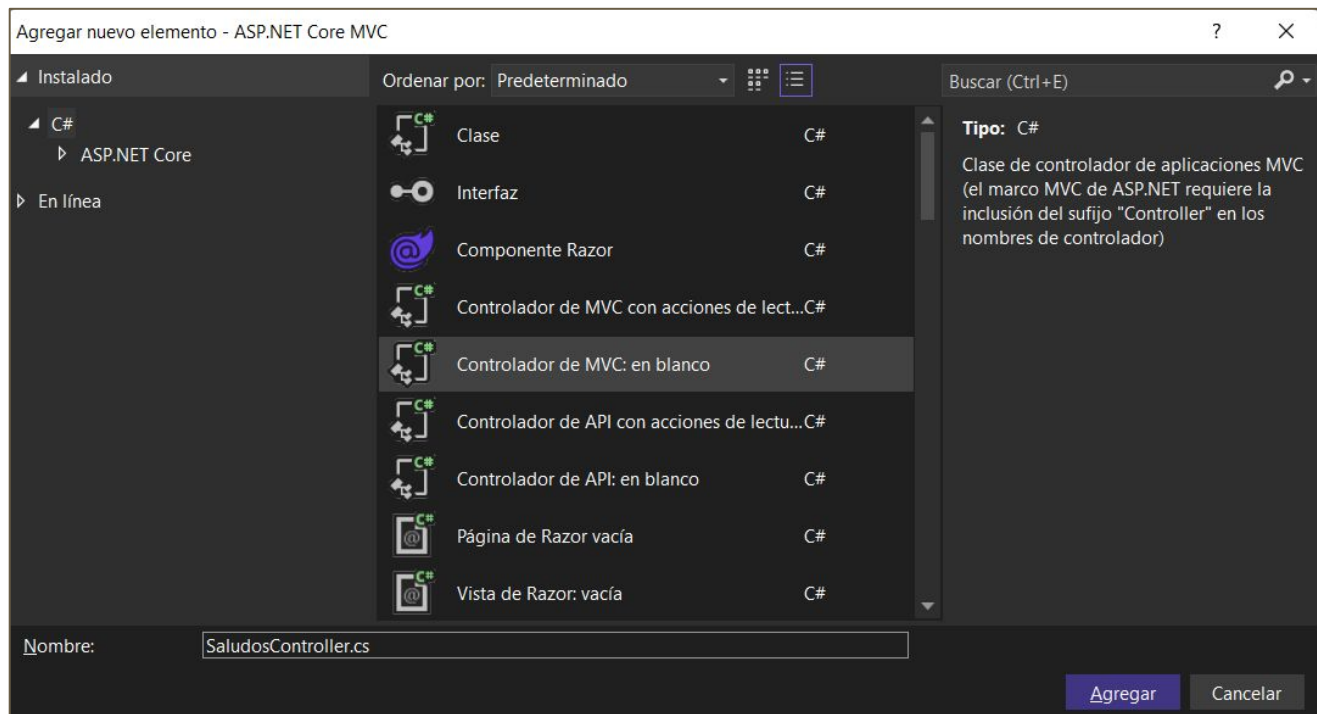 Agregar nuevo elemento - ASP.NET Core MVC
?
Instalado
Ordenar por: Predeterminado
Buscar (Ctrl+E)
C#
ASP.NET Core
En línea
Clase C#
Interfaz C#
Componente Razor C#
Controlador de MVC con acciones de lect...C#
Controlador de MVC: en blanco C#
Controlador de API con acciones de lectu...C#
Controlador de API: en blanco C#
Página de Razor vacía C#
Vista de Razor: vacía C#
Tipo: C#
Clase de controlador de aplicaciones MVC
(el marco MVC de ASP.NET requiere la
inclusión del sufijo "Controller" en los
nombres de controlador)
Nombre: SaludosController.cs
Agregar Cancelar